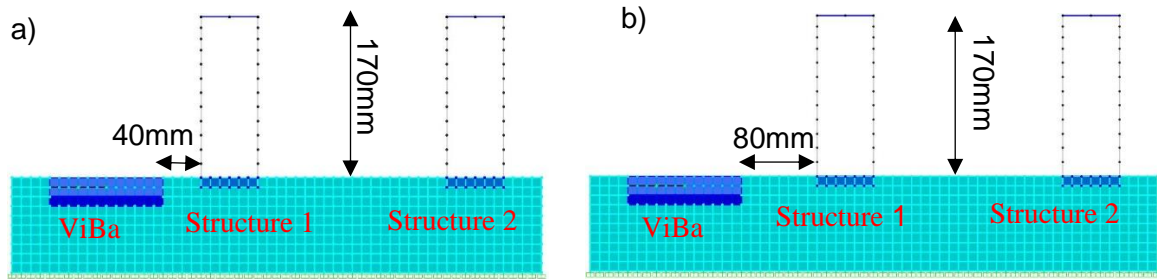 a)
170mm
40mm
ViBa
Structure 1
Structure 2
b)
170mm
80mm
ViBa
Structure 1
Structure 2